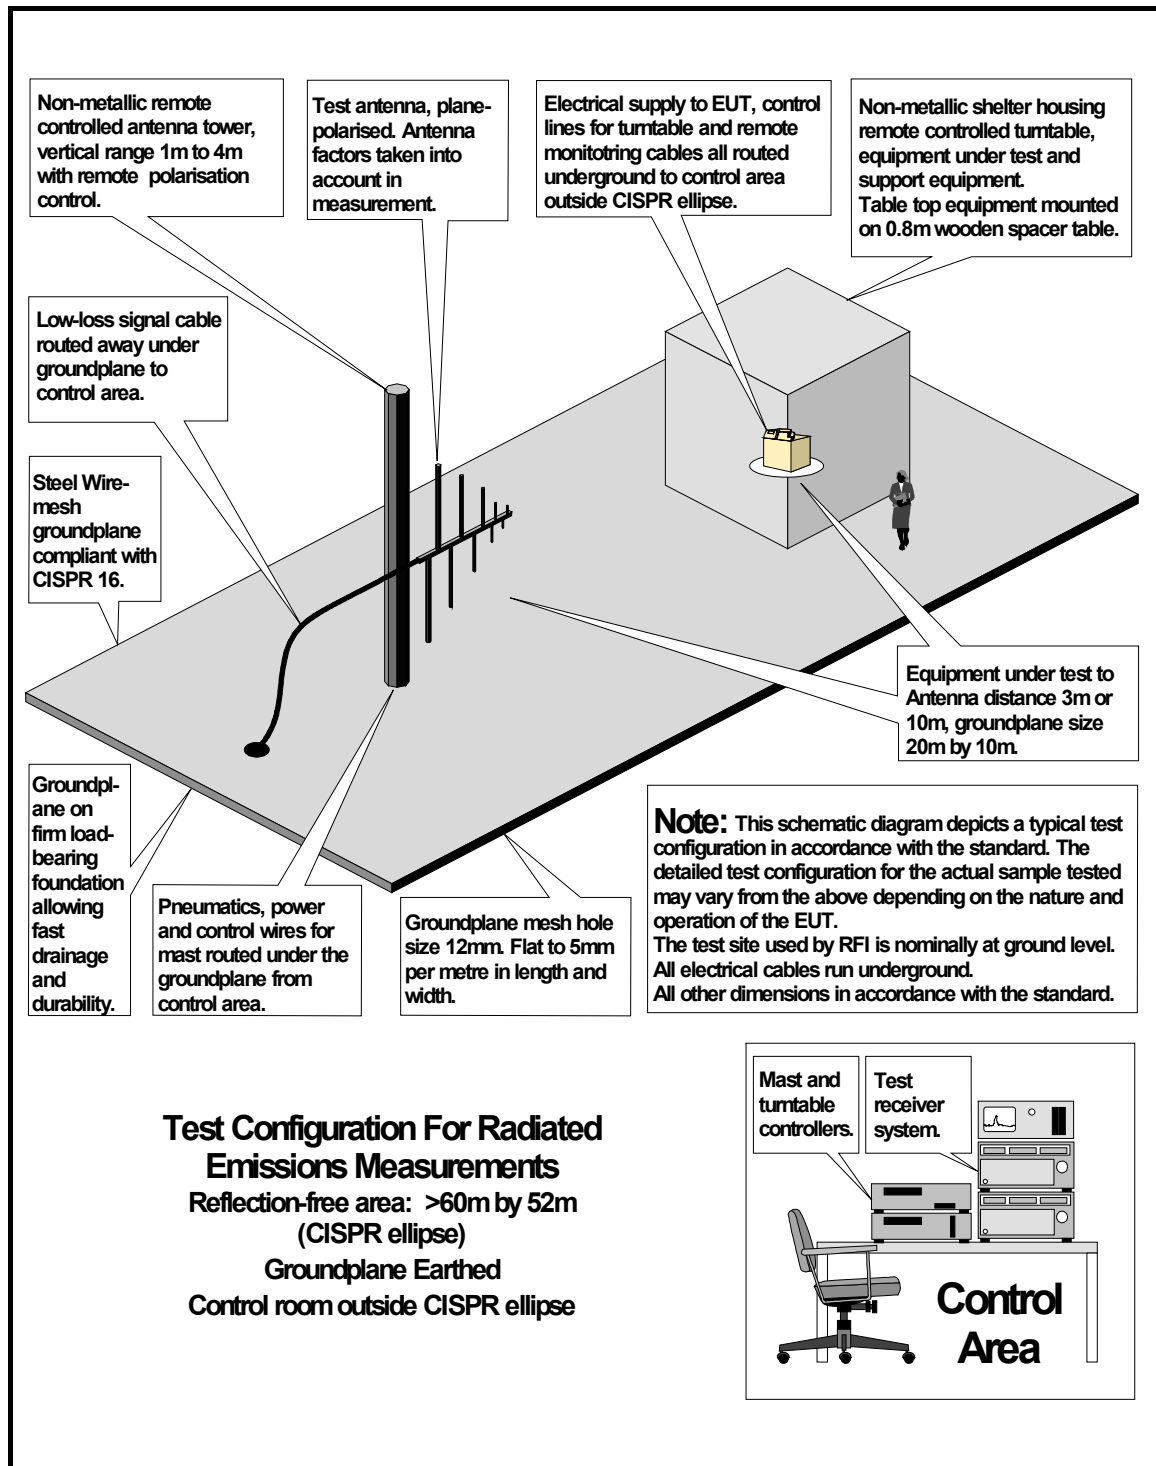 Non-metallic remote
controlled antenna tower,
vertical range 1m to 4m
with remote polarisation
control.
Test antenna, plane-
polarised. Antenna
factors taken into
account in
measurement.
Electrical supply to EUT, control
lines for turntable and remote
monitotring cables all routed
underground to control area
outside CISPR ellipse.
Non-metallic shelter housing
remote controlled turntable,
equipment under test and
support equipment.
Table top equipment mounted
on 0.8m wooden spacer table.
Low-loss signal cable
routed away under
groundplane to
control area.
Steel Wire-
mesh
groundplane
compliant with
CISPR 16.
Equipment under test to
Antenna distance 3m or
10m, groundplane size
20m by 10m.
Groundpl-
ane on
firm load-
bearing
foundation
allowing
fast
drainage
and
durability.
Pneumatics, power
and control wires for
mast routed under the
groundplane from
control area.
Groundplane mesh hole
size 12mm. Flat to 5mm
per metre in length and
width.
Note: This schematic diagram depicts a typical test
configuration in accordance with the standard. The
detailed test configuration for the actual sample tested
may vary from the above depending on the nature and
operation of the EUT.
The test site used by RFI is nominally at ground level.
All electrical cables run underground.
All other dimensions in accordance with the standard.
Mast and
turntable
controllers.
Test
receiver
system.
Control
Area
Test Configuration For Radiated
Emissions Measurements
Reflection-free area: >60m by 52m
(CISPR ellipse)
Groundplane Earthed
Control room outside CISPR ellipse